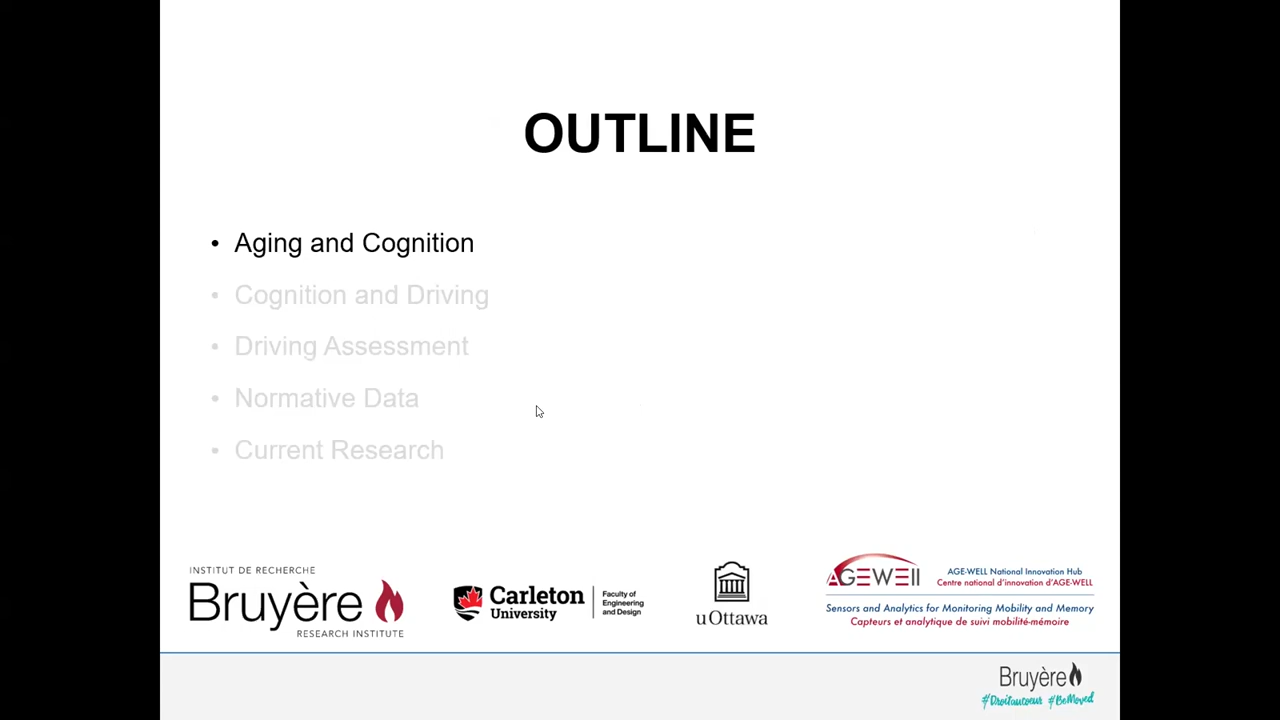 OUTLINE
• Aging and Cognition
• Cognition and Driving
• Driving Assessment
• Normative Data
• Current Research
INSTITUT DE RECHERCHE
Bruyère
RESEARCH INSTITUTE
Carleton
University
Faculty of
Engineering
and Design
uOttawa
AGEWELL
AGE-WELL National Innovation Hub
Centre national d'innovation d'AGE-WELL
Sensors and Analytics for Monitoring Mobility and Memory
Capteurs et analytique de suivi mobilité-mémoire
Bruyère
#Droitaucoeur #BeMoved